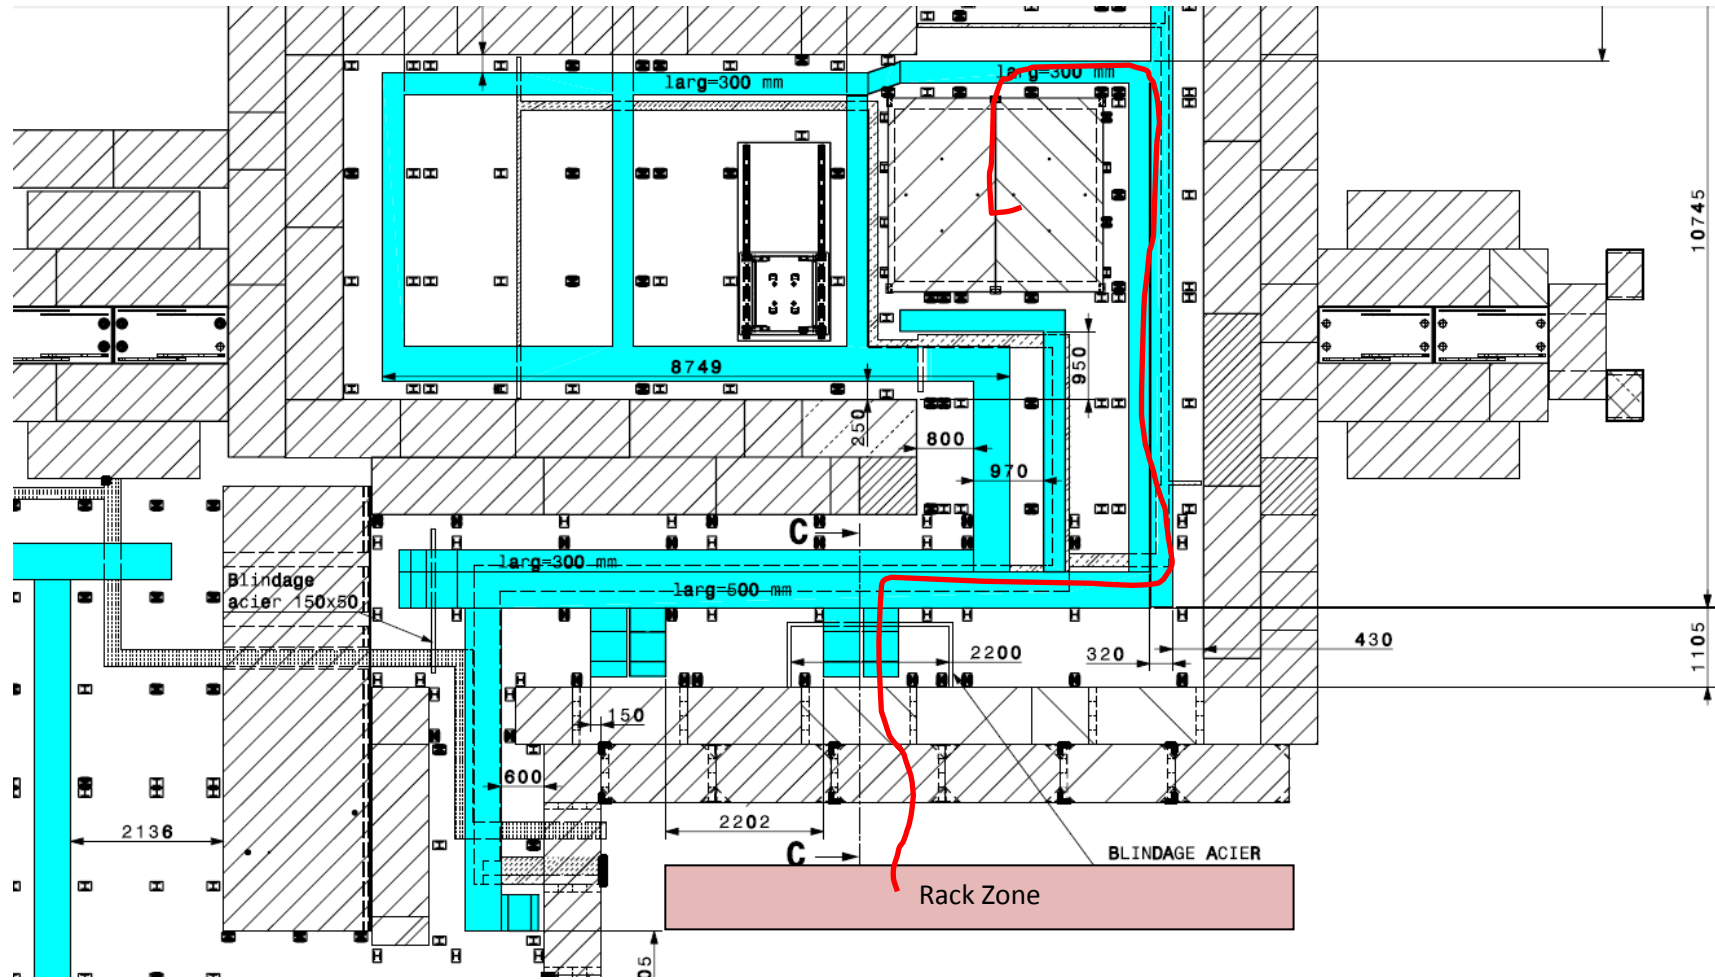 larg=300 mm
larg=300 mm
10745
8749
950
250
800
970
C
larg=300 mm
Blindage
acier 150x50
larg=500 mm
2200
320
430
1105
150
600
2136
2202
C
BLINDAGE ACIER
Rack Zone